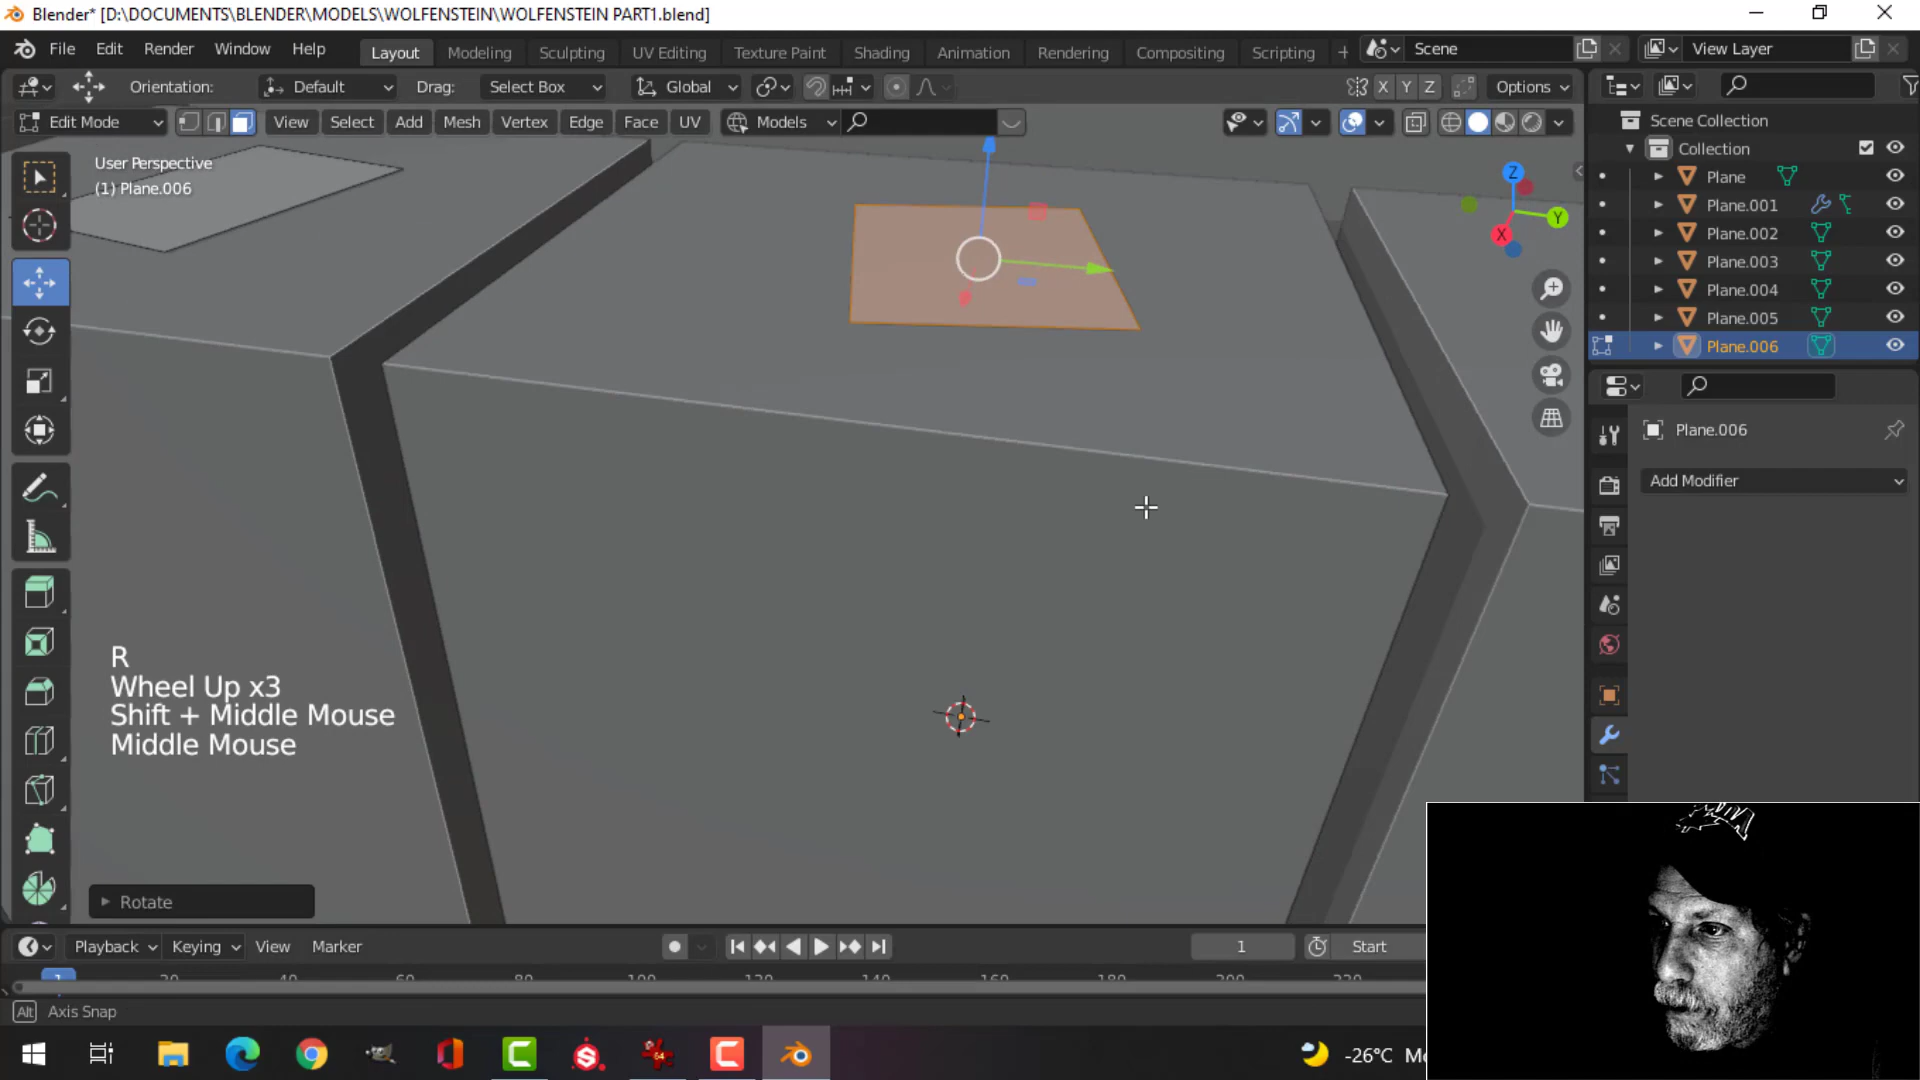 Blender* [D:\DOCUMENTS\BLENDER\MODELS\WOLFENSTEIN\WOLFENSTEIN PART1.blend]
File Edit Render Window Help Layout Modeling Sculpting UV Editing Texture Paint Shading Animation Rendering Compositing Scripting + Scene View Layer
Orientation: Default Drag: Select Box Global X Y Z Options
Edit Mode View Select Add Mesh Vertex Edge Face UV Models
Scene Collection
Collection
User Perspective
(1) Plane.006
Z
Y
X
Plane
Plane.001
Plane.002
Plane.003
Plane.004
Plane.005
Plane.006
Plane.006
Add Modifier
R
Wheel Up x3
Shift + Middle Mouse
Middle Mouse
Rotate
Playback Keying View Marker 1 Start
1 20 40 60 80 100 120 140 160 180 200 220
Alt Axis Snap
64
-26°C